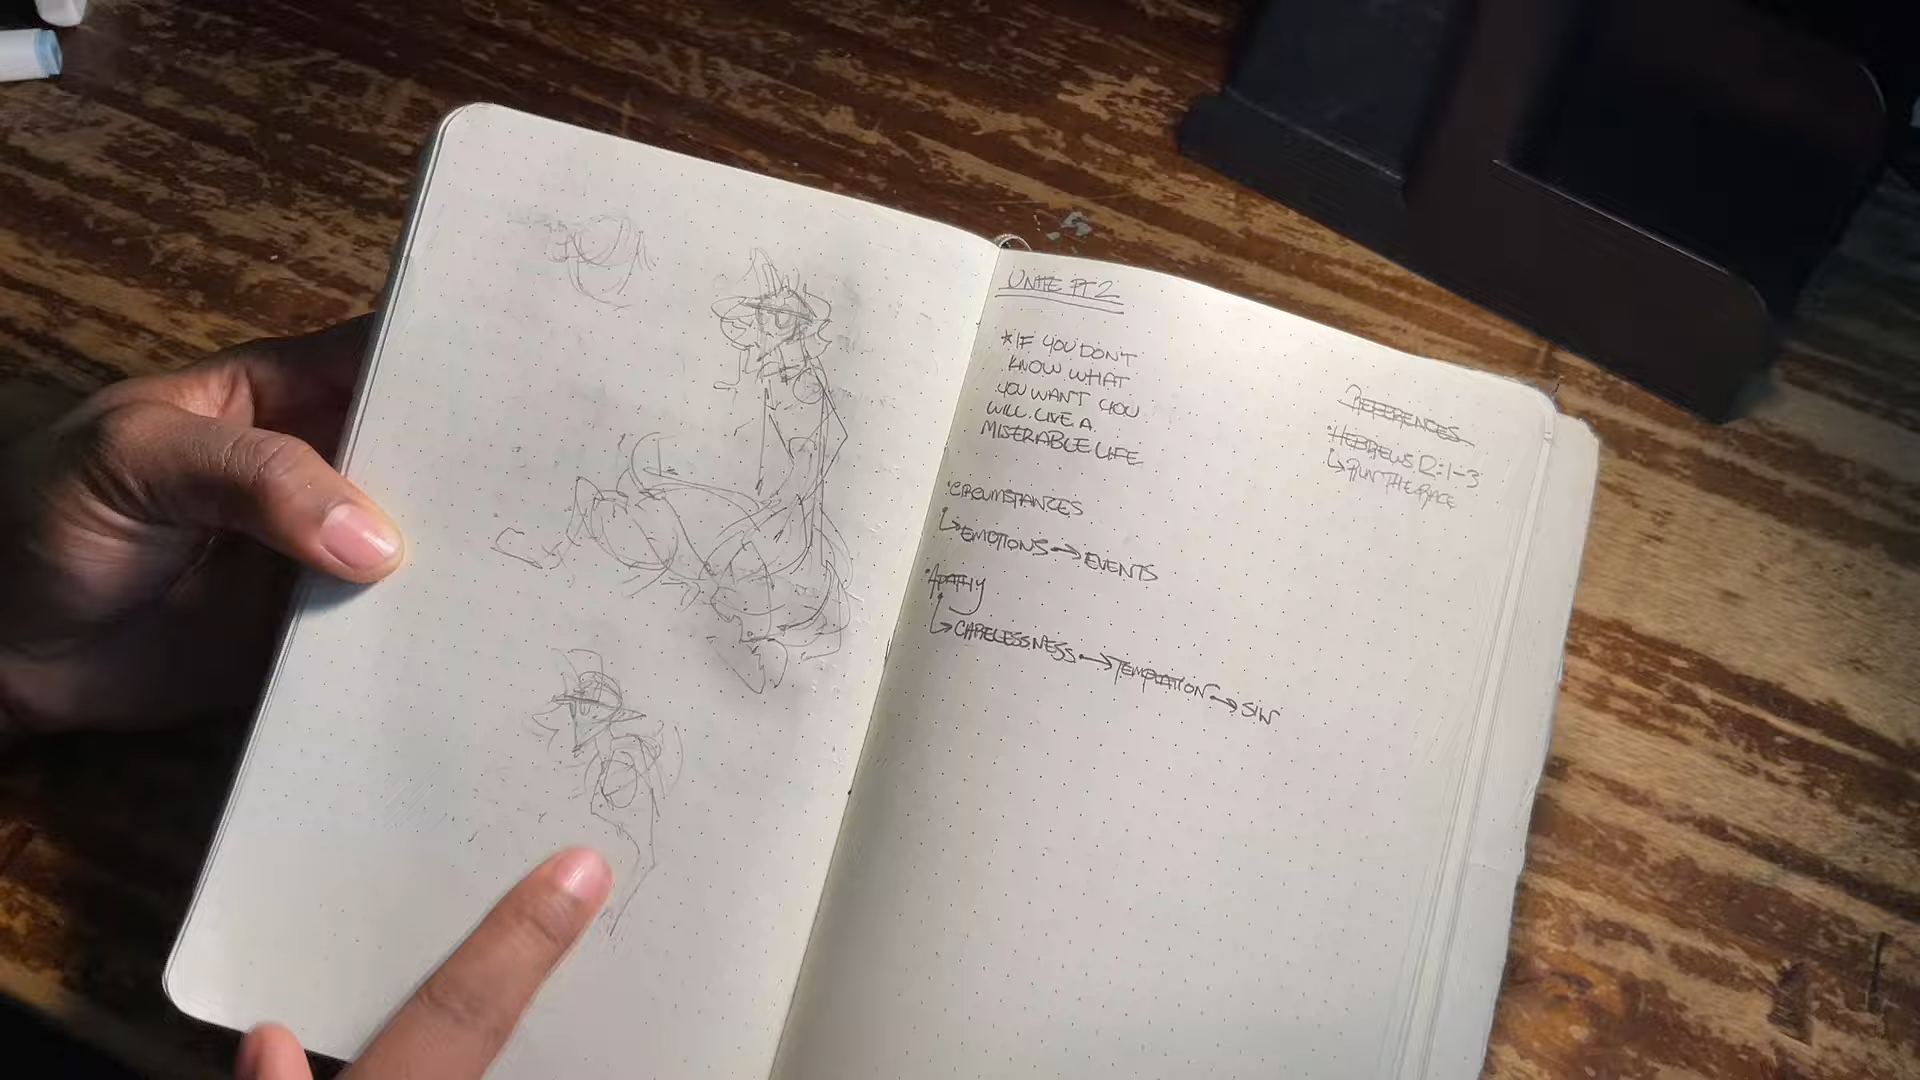 UNITE PT 2
*IF YOU DON'T
KNOW WHAT
YOU WANT YOU
WILL LIVE A
MISERABLE LIFE
•CIRCUMSTANCES
↳EMOTIONS → EVENTS
•APATHY
↳CARELESSNESS → TEMPTATION → SIN
REFERENCES
•HEBREWS 12:1-3
↳RUN THE RACE